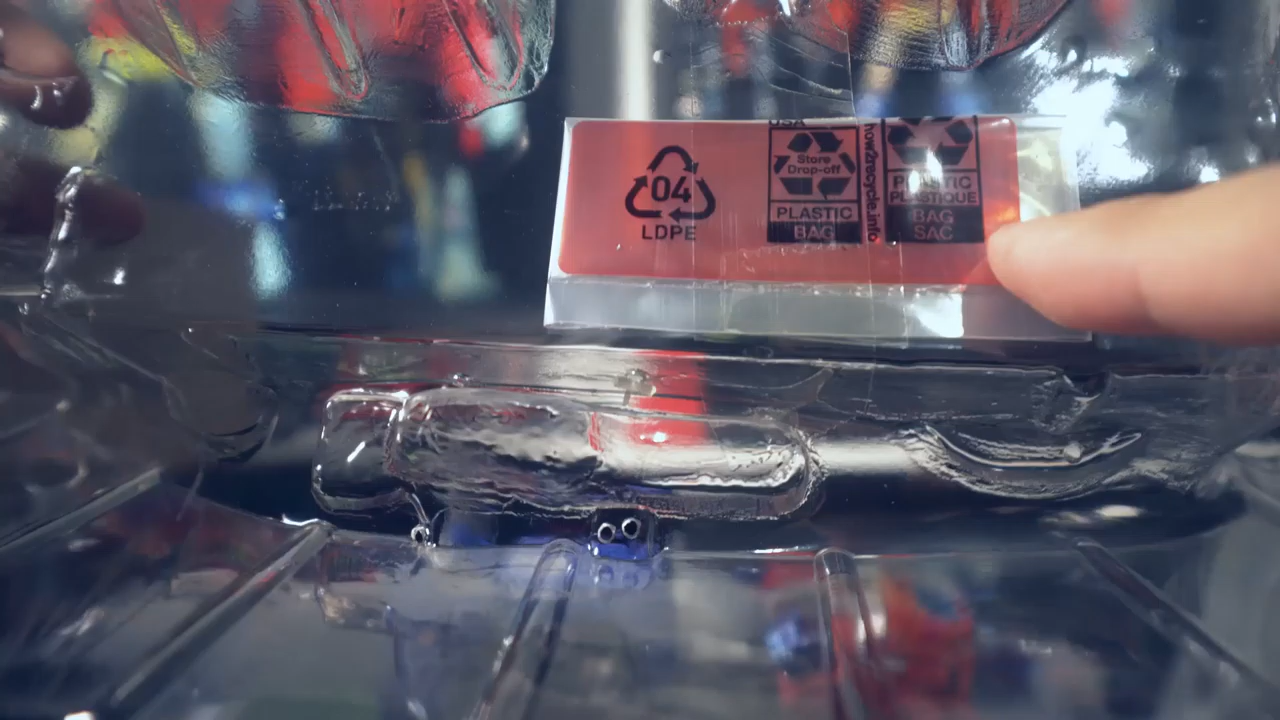 04
LDPE
USA
Store
Drop-off
PLASTIC
BAG
how2recycle.info
PLASTIC
PLASTIQUE
BAG
SAC